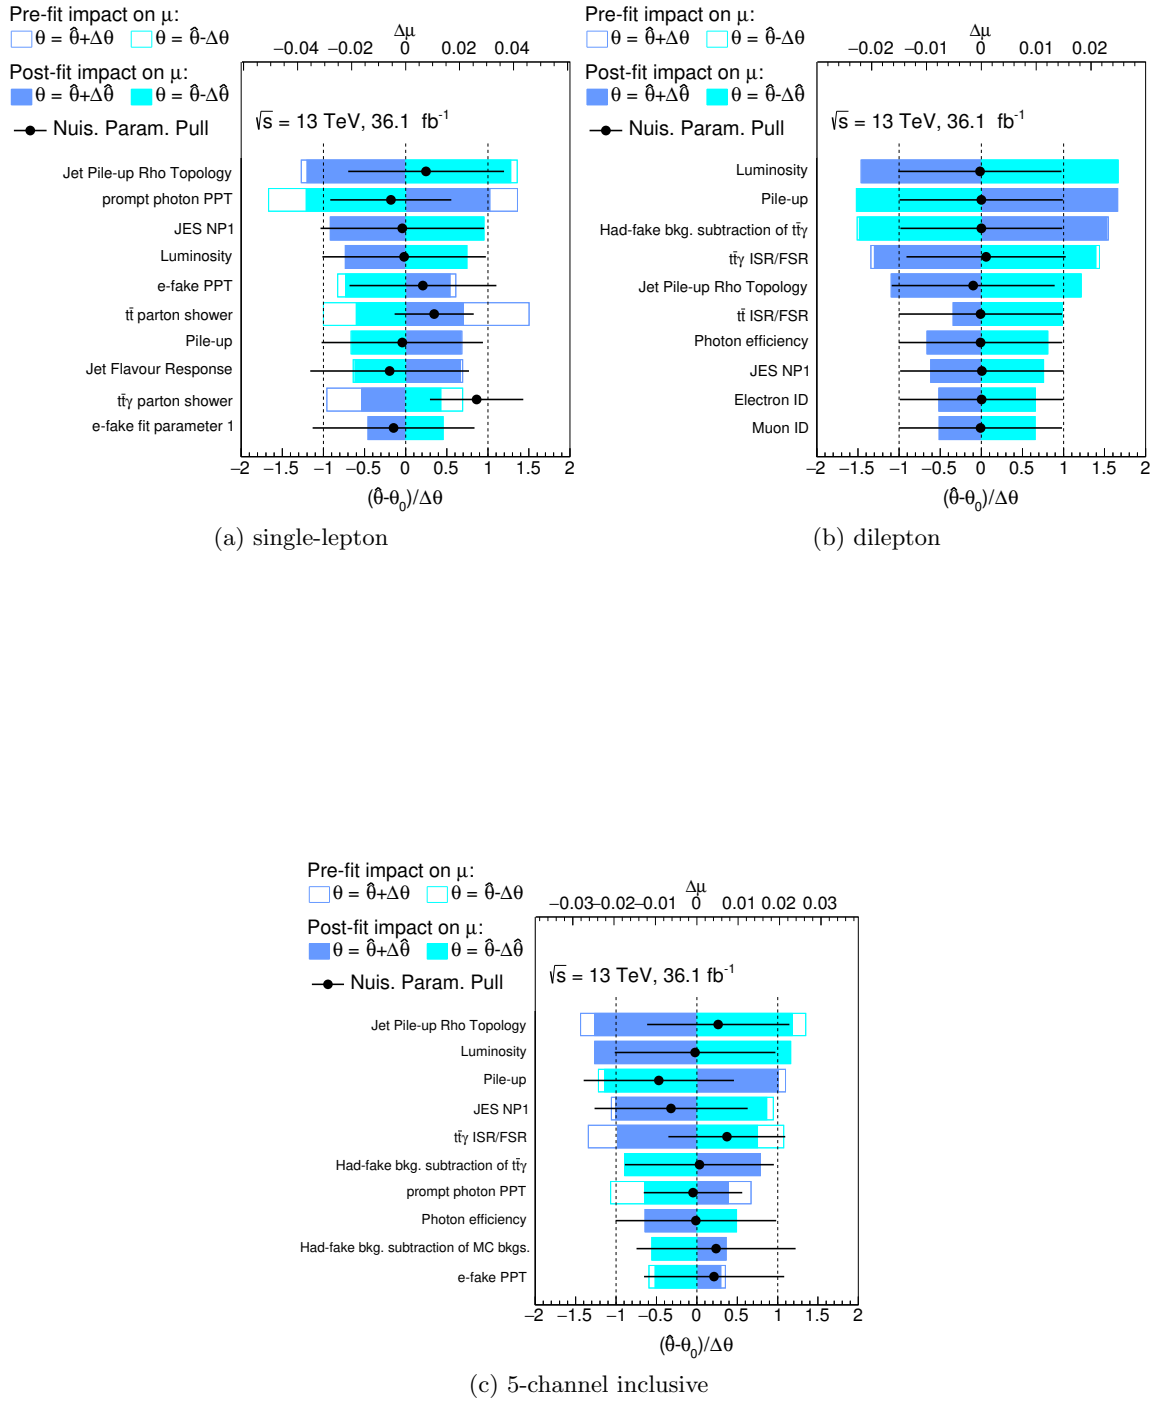 Pre-fit impact on μ:
θ = θ̂+Δθ θ = θ̂-Δθ
Post-fit impact on μ:
θ = θ̂+Δθ̂ θ = θ̂-Δθ̂
Nuis. Param. Pull
Δμ
−0.04 −0.02 0 0.02 0.04
√s = 13 TeV, 36.1 fb⁻¹
Jet Pile-up Rho Topology
prompt photon PPT
JES NP1
Luminosity
e-fake PPT
tt̄ parton shower
Pile-up
Jet Flavour Response
tt̄γ parton shower
e-fake fit parameter 1
−2 −1.5 −1 −0.5 0 0.5 1 1.5 2
(θ̂-θ₀)/Δθ
(a) single-lepton
Pre-fit impact on μ:
θ = θ̂+Δθ θ = θ̂-Δθ
Post-fit impact on μ:
θ = θ̂+Δθ̂ θ = θ̂-Δθ̂
Nuis. Param. Pull
Δμ
−0.02 −0.01 0 0.01 0.02
√s = 13 TeV, 36.1 fb⁻¹
Luminosity
Pile-up
Had-fake bkg. subtraction of tt̄γ
tt̄γ ISR/FSR
Jet Pile-up Rho Topology
tt̄ ISR/FSR
Photon efficiency
JES NP1
Electron ID
Muon ID
−2 −1.5 −1 −0.5 0 0.5 1 1.5 2
(θ̂-θ₀)/Δθ
(b) dilepton
Pre-fit impact on μ:
θ = θ̂+Δθ θ = θ̂-Δθ
Post-fit impact on μ:
θ = θ̂+Δθ̂ θ = θ̂-Δθ̂
Nuis. Param. Pull
Δμ
−0.03 −0.02 −0.01 0 0.01 0.02 0.03
√s = 13 TeV, 36.1 fb⁻¹
Jet Pile-up Rho Topology
Luminosity
Pile-up
JES NP1
tt̄γ ISR/FSR
Had-fake bkg. subtraction of tt̄γ
prompt photon PPT
Photon efficiency
Had-fake bkg. subtraction of MC bkgs.
e-fake PPT
−2 −1.5 −1 −0.5 0 0.5 1 1.5 2
(θ̂-θ₀)/Δθ
(c) 5-channel inclusive